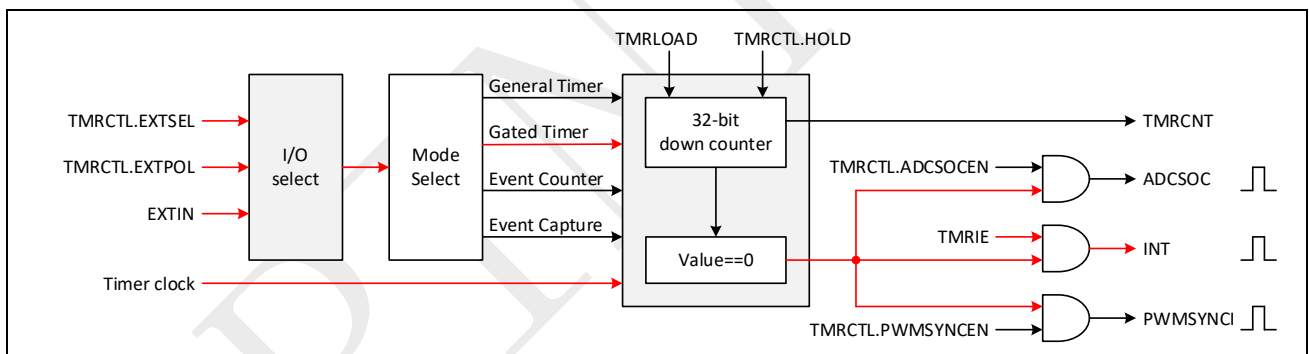 TMRLOAD
TMRCTL.HOLD
TMRCTL.EXTSEL
TMRCTL.EXTPOL
EXTIN
Timer clock
I/O
select
Mode
Select
General Timer
Gated Timer
Event Counter
Event Capture
32-bit
down counter
Value==0
TMRCNT
TMRCTL.ADCSOCEN
ADCSOC
TMRIE
INT
TMRCTL.PWMSYNCEN
PWMSYNCI